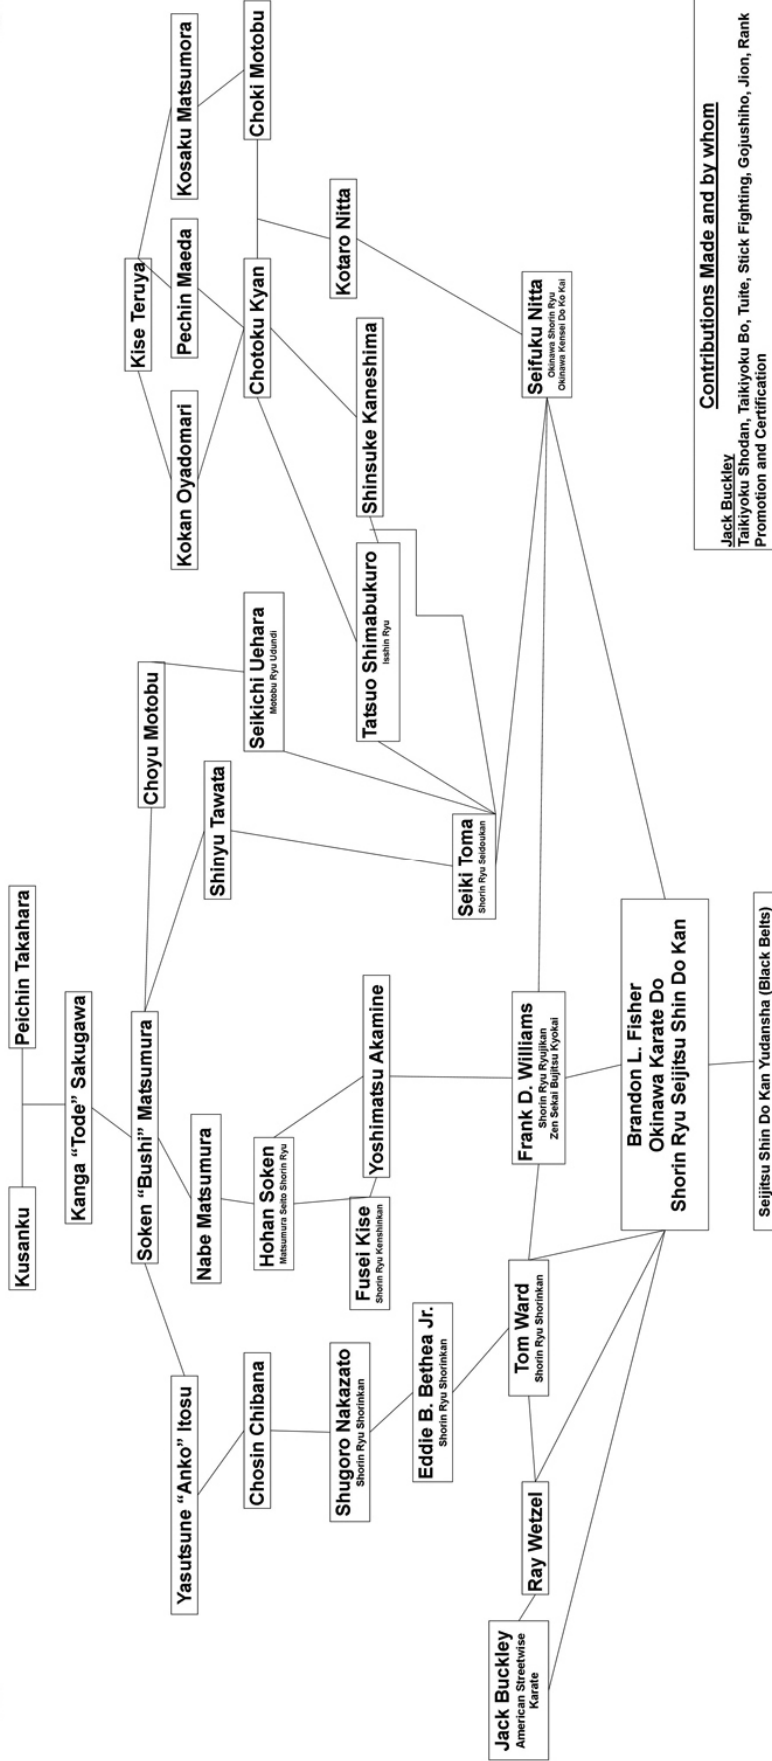 Kusanku
Peichin Takahara
Kanga “Tode” Sakugawa
Kise Teruya
Soken “Bushi” Matsumura
Choyu Motobu
Yasutsune “Anko” Itosu
Kokan Oyadomari
Pechin Maeda
Kosaku Matsumora
Nabe Matsumura
Shinyu Tawata
Chosin Chibana
Hohan Soken
Matsumura Seito Shorin Ryu
Seikichi Uehara
Motobu Ryu Udundi
Chotoku Kyan
Choki Motobu
Shugoro Nakazato
Shorin Ryu Shorinkan
Fusei Kise
Shorin Ryu Kenshinkan
Yoshimatsu Akamine
Tatsuo Shimabukuro
Isshin Ryu
Shinsuke Kaneshima
Kotaro Nitta
Eddie B. Bethea Jr.
Shorin Ryu Shorinkan
Seiki Toma
Shorin Ryu Seidoukan
Jack Buckley
American Streetwise
Karate
Ray Wetzel
Tom Ward
Shorin Ryu Shorinkan
Frank D. Williams
Shorin Ryu Ryujikan
Zen Sekai Bujitsu Kyokai
Seifuku Nitta
Okinawa Shorin Ryu
Okinawa Kensei Do Ko Kai
Brandon L. Fisher
Okinawa Karate Do
Shorin Ryu Seijitsu Shin Do Kan
Seijitsu Shin Do Kan Yudansha (Black Belts)
Contributions Made and by whom
Jack Buckley
Taikiyoku Shodan, Taikiyoku Bo, Tuite, Stick Fighting, Gojushiho, Jion, Rank
Promotion and Certification